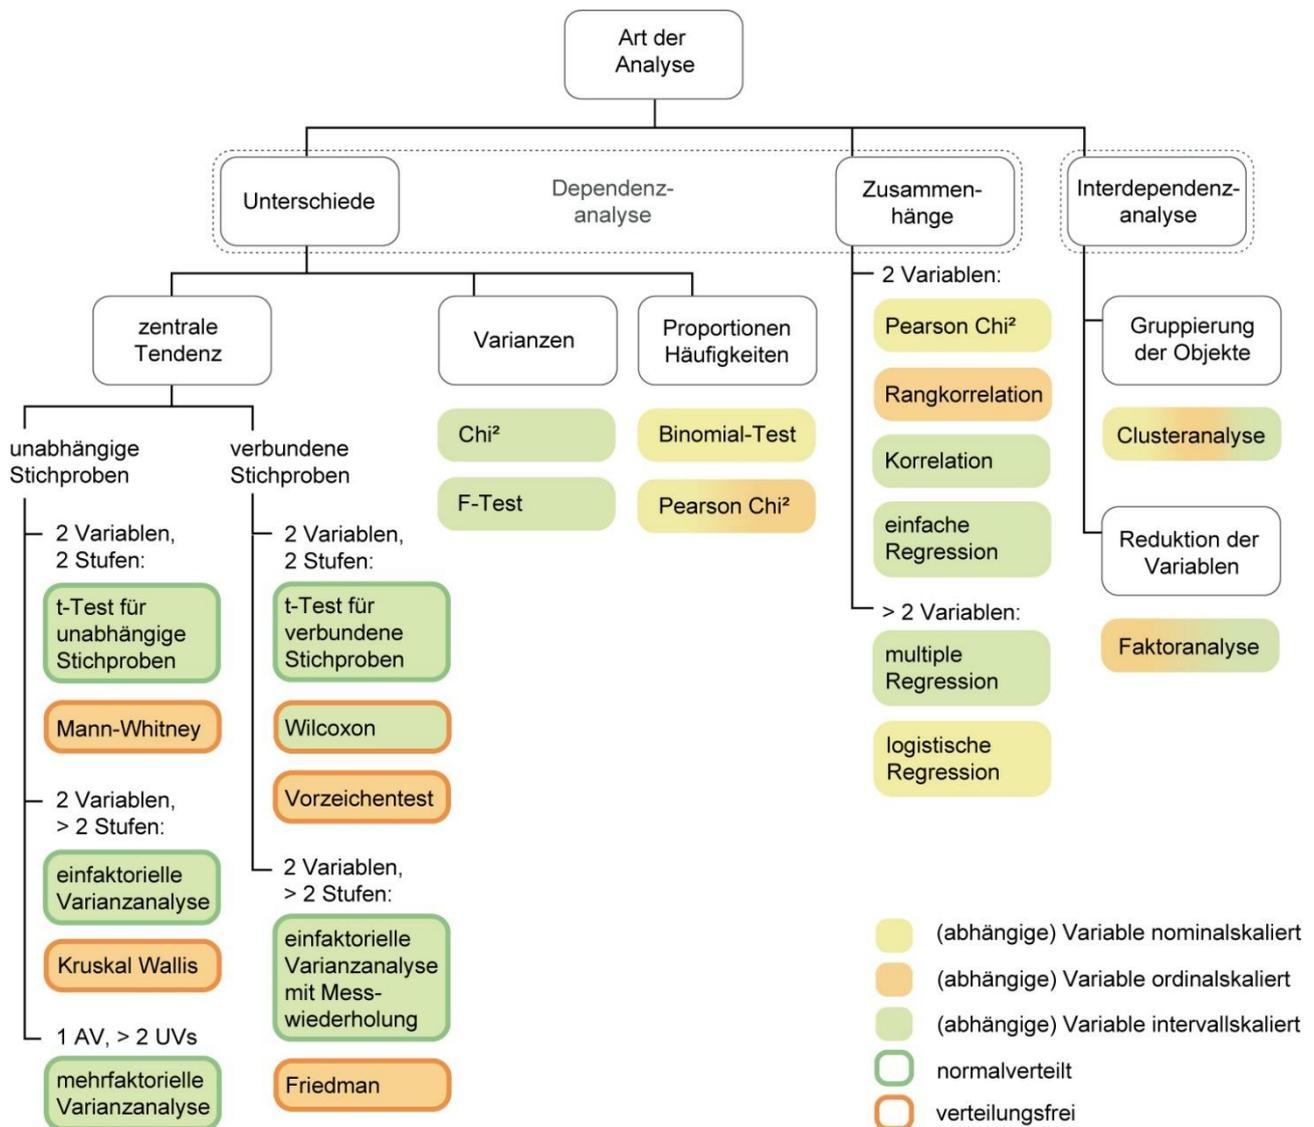 Art der
Analyse
Unterschiede
Dependenz-
analyse
Zusammen-
hänge
Interdependenz-
analyse
zentrale
Tendenz
Varianzen
Proportionen
Häufigkeiten
unabhängige
Stichproben
2 Variablen,
2 Stufen:
t-Test für
unabhängige
Stichproben
Mann-Whitney
2 Variablen,
> 2 Stufen:
einfaktorielle
Varianzanalyse
Kruskal Wallis
1 AV, > 2 UVs
mehrfaktorielle
Varianzanalyse
verbundene
Stichproben
2 Variablen,
2 Stufen:
t-Test für
verbundene
Stichproben
Wilcoxon
Vorzeichentest
2 Variablen,
> 2 Stufen:
einfaktorielle
Varianzanalyse
mit Mess-
wiederholung
Friedman
Chi²
F-Test
Binomial-Test
Pearson Chi²
2 Variablen:
Pearson Chi²
Rangkorrelation
Korrelation
einfache
Regression
> 2 Variablen:
multiple
Regression
logistische
Regression
Gruppierung
der Objekte
Clusteranalyse
Reduktion der
Variablen
Faktoranalyse
(abhängige) Variable nominalskaliert
(abhängige) Variable ordinalskaliert
(abhängige) Variable intervallskaliert
normalverteilt
verteilungsfrei